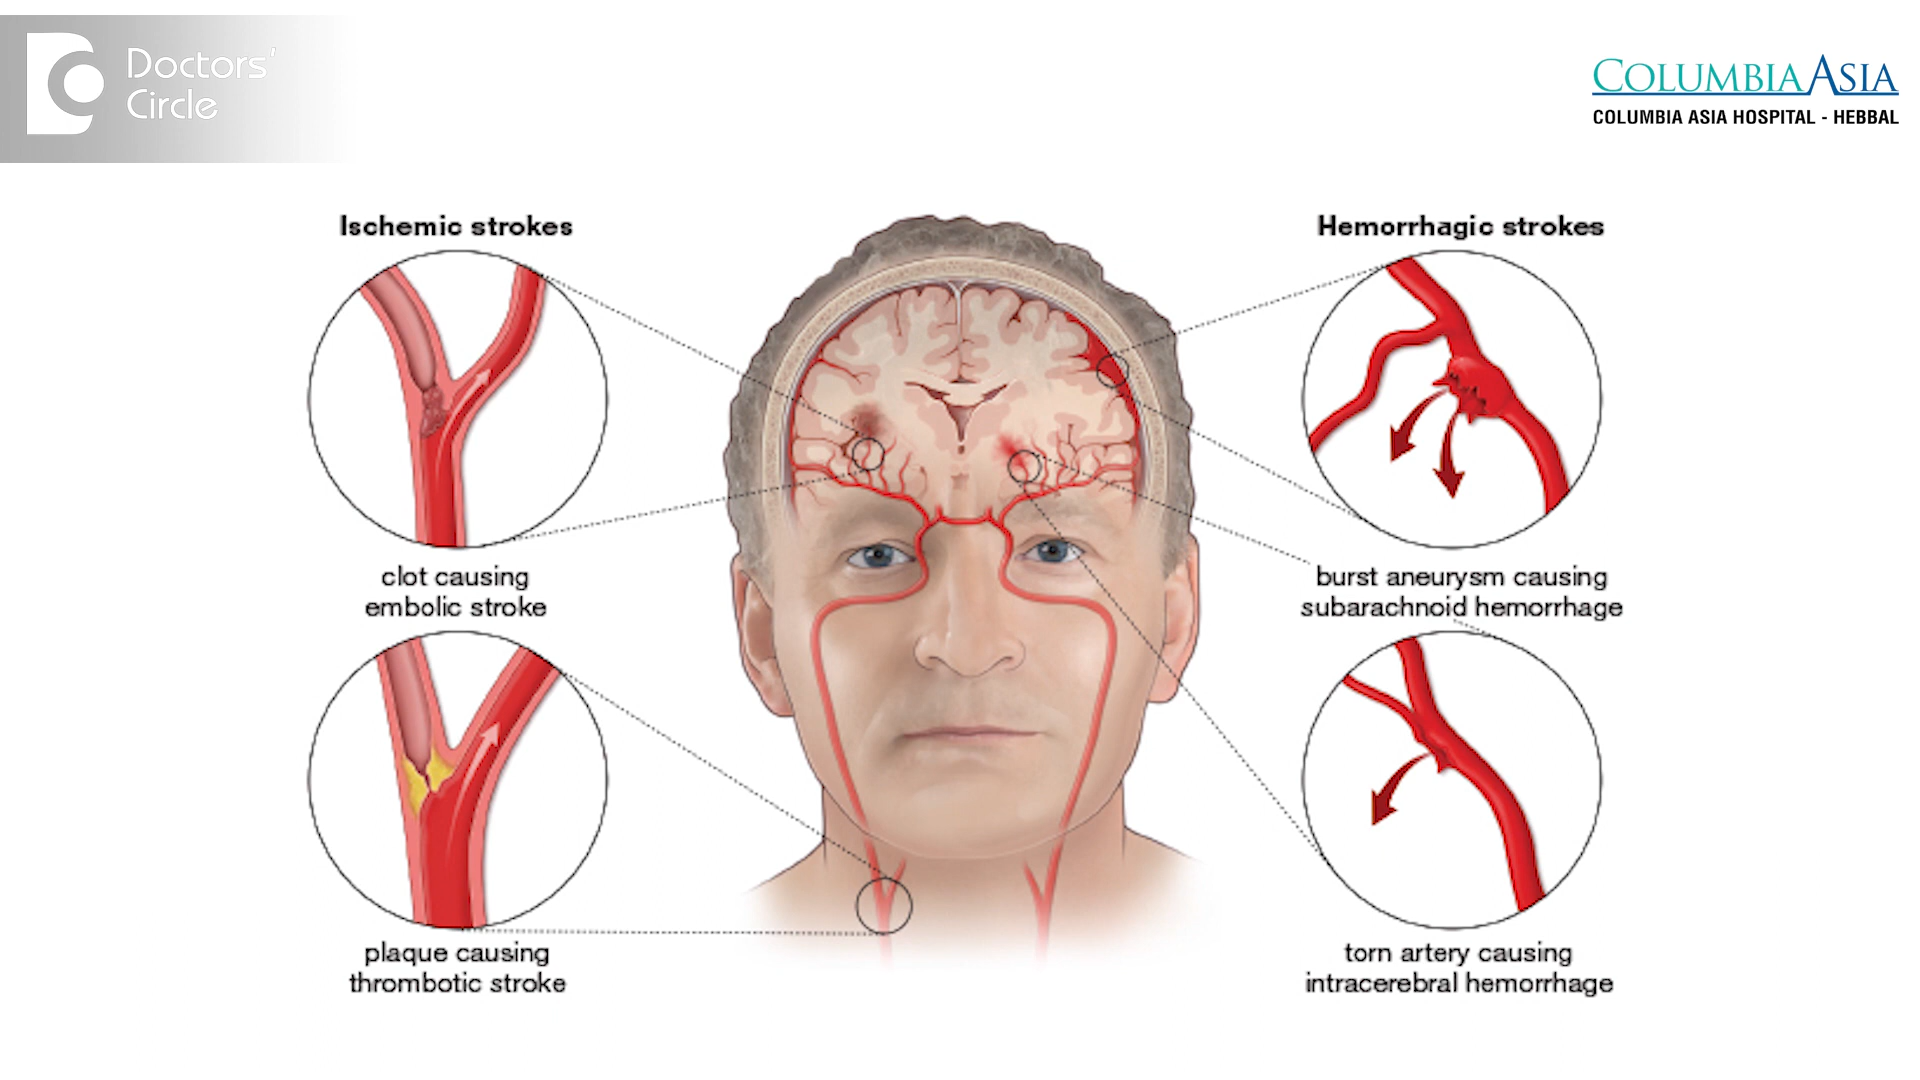 Doctors'
Circle
COLUMBIA ASIA
COLUMBIA ASIA HOSPITAL - HEBBAL
Ischemic strokes
Hemorrhagic strokes
clot causing
embolic stroke
burst aneurysm causing
subarachnoid hemorrhage
plaque causing
thrombotic stroke
torn artery causing
intracerebral hemorrhage